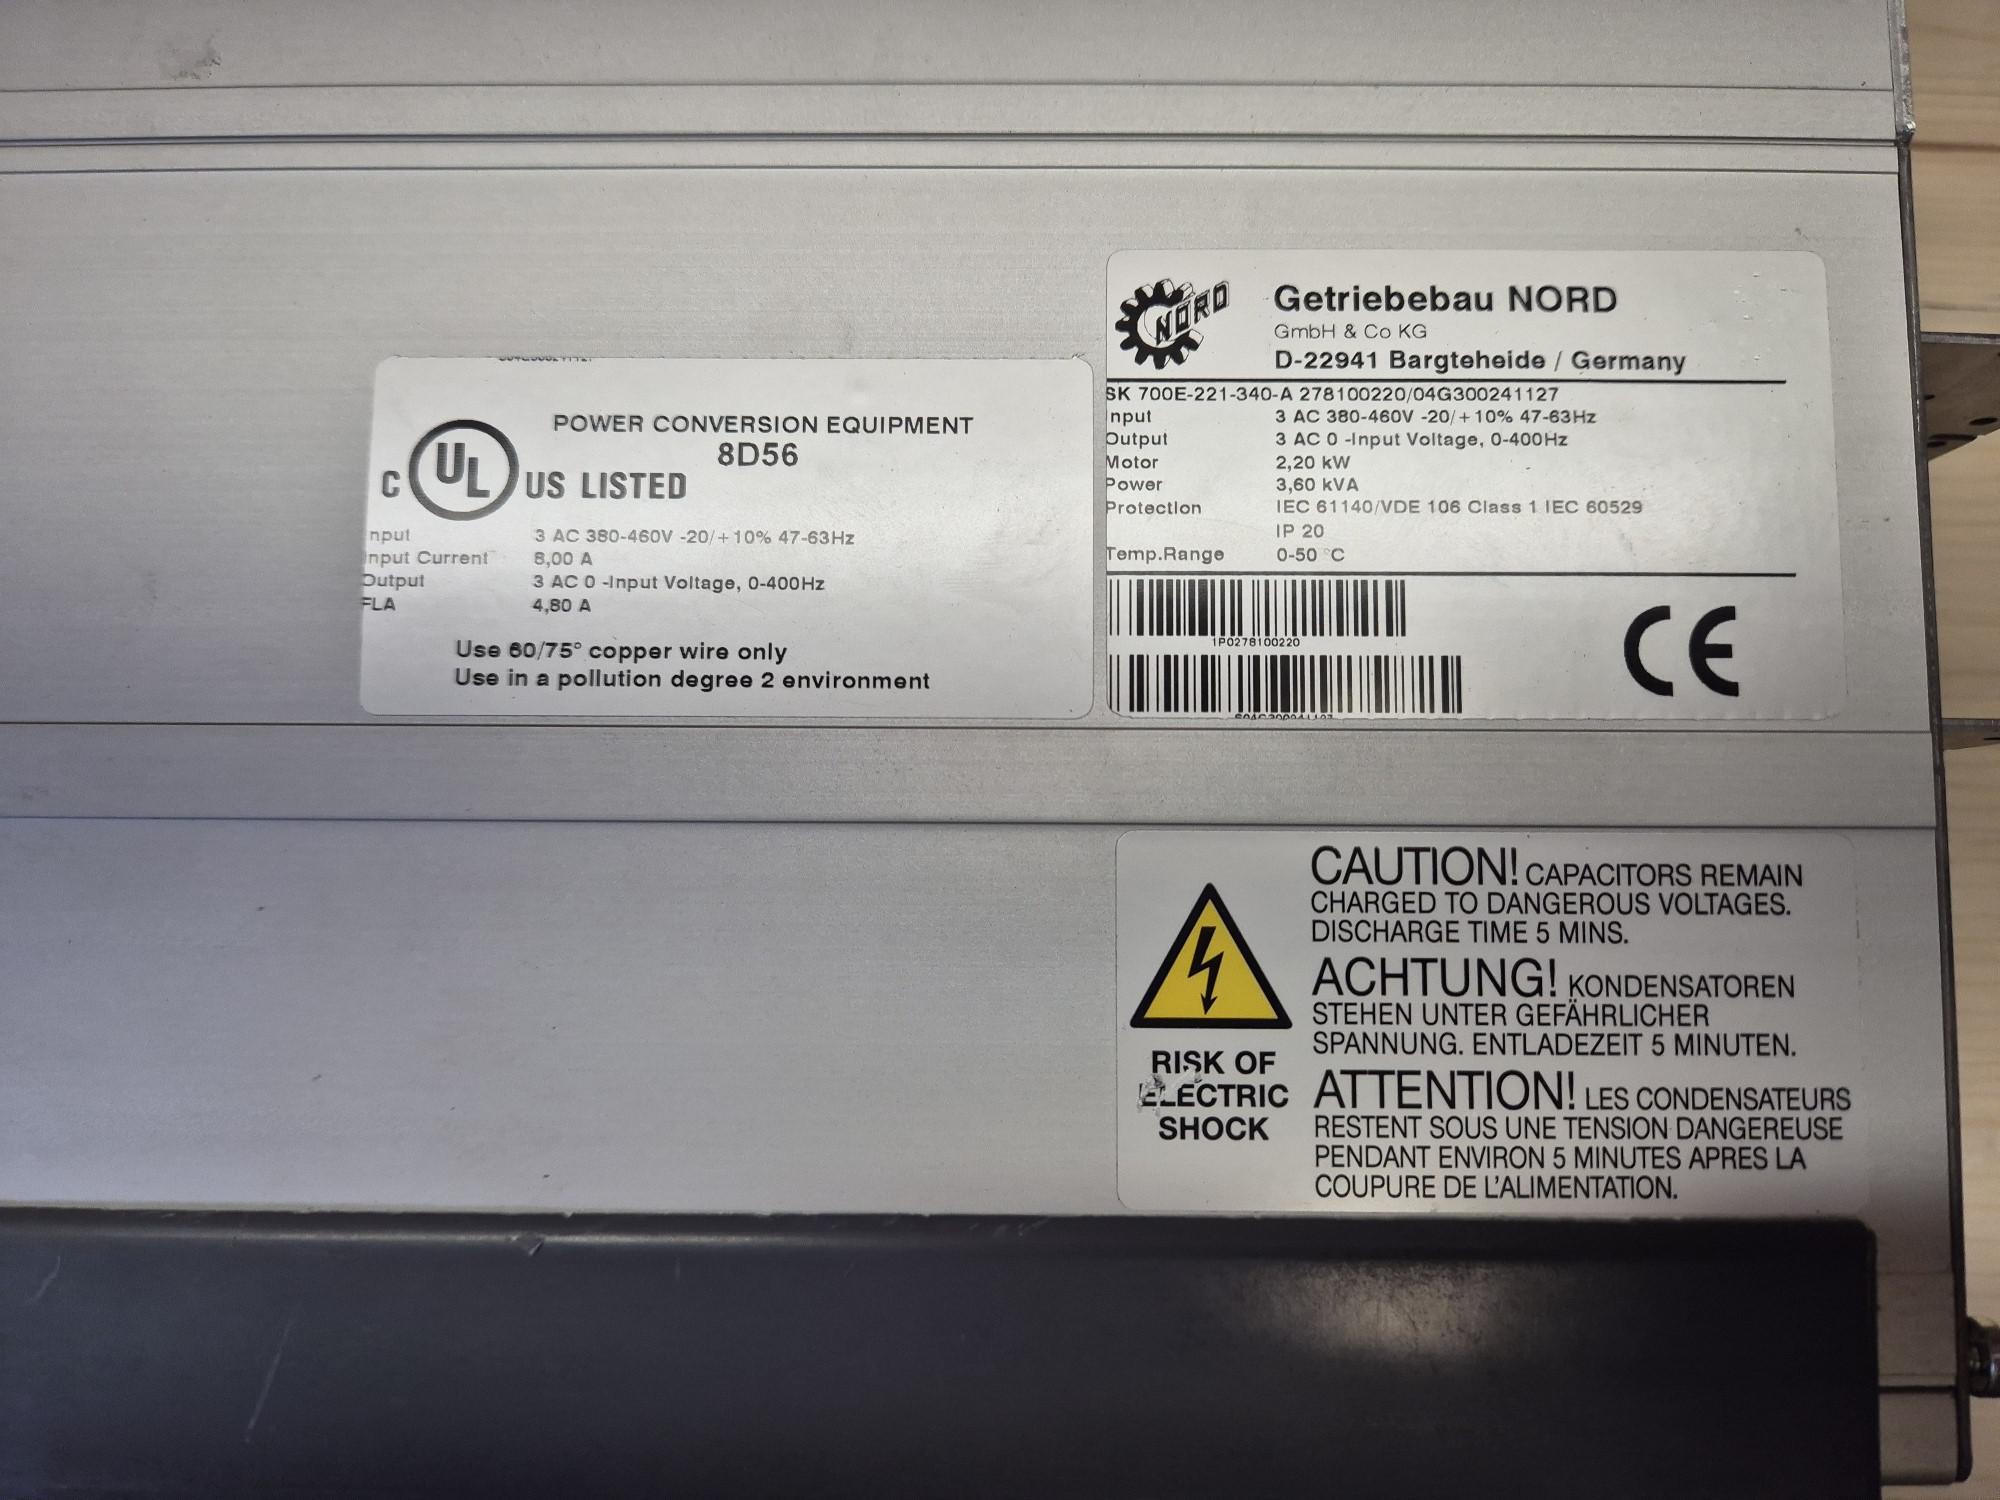 NORD
Getriebebau NORD
GmbH & Co KG
D-22941 Bargteheide / Germany
SK 700E-221-340-A 278100220/04G300241127
nput 3 AC 380-460V -20/+10% 47-63Hz
Output 3 AC 0 -Input Voltage, 0-400Hz
Motor 2,20 kW
Power 3,60 kVA
Protection IEC 61140/VDE 106 Class 1 IEC 60529
IP 20
Temp.Range 0-50 °C
1P0278100220
CE
POWER CONVERSION EQUIPMENT
8D56
C UL US LISTED
nput 3 AC 380-460V -20/+10% 47-63Hz
Input Current 8,00 A
Output 3 AC 0 -Input Voltage, 0-400Hz
FLA 4,80 A
Use 60/75° copper wire only
Use in a pollution degree 2 environment
RISK OF
ELECTRIC
SHOCK
CAUTION! CAPACITORS REMAIN
CHARGED TO DANGEROUS VOLTAGES.
DISCHARGE TIME 5 MINS.
ACHTUNG! KONDENSATOREN
STEHEN UNTER GEFÄHRLICHER
SPANNUNG. ENTLADEZEIT 5 MINUTEN.
ATTENTION! LES CONDENSATEURS
RESTENT SOUS UNE TENSION DANGEREUSE
PENDANT ENVIRON 5 MINUTES APRES LA
COUPURE DE L'ALIMENTATION.